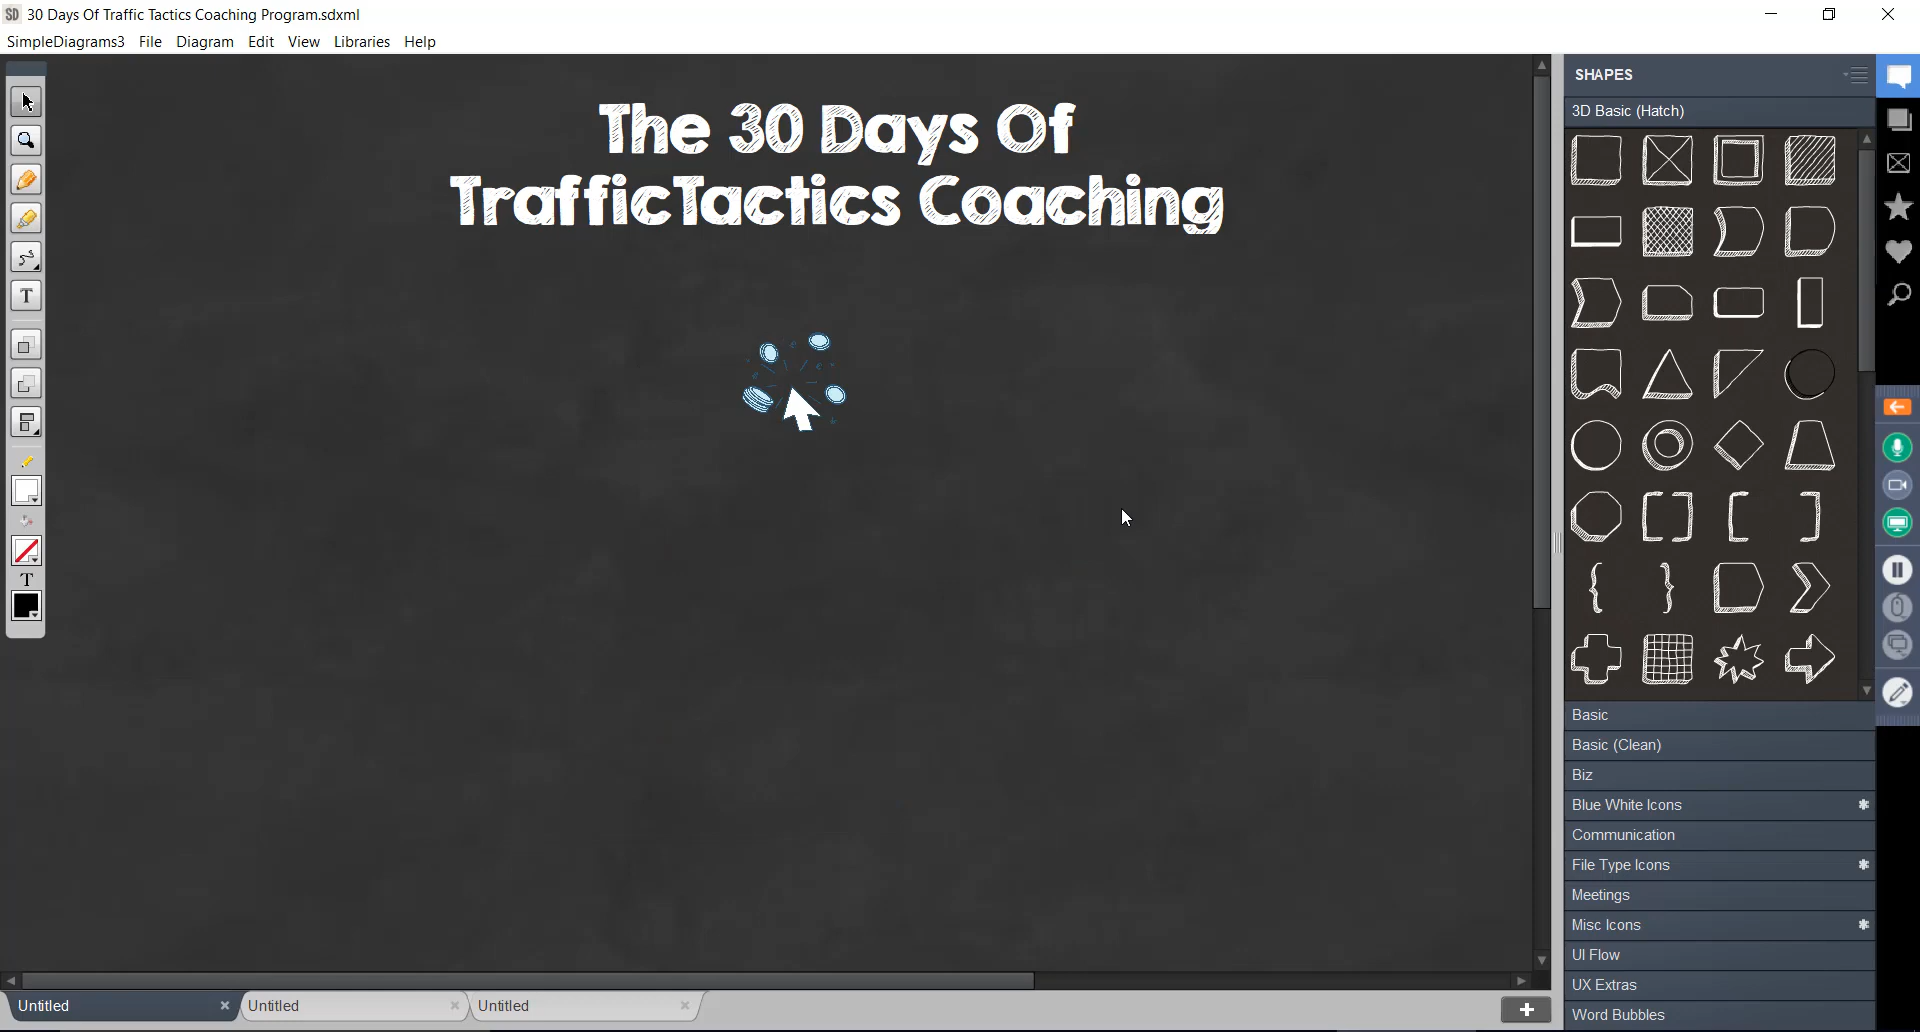 SD 30 Days Of Traffic Tactics Coaching Program.sdxml
SimpleDiagrams3 File Diagram Edit View Libraries Help
SHAPES
3D Basic (Hatch)
The 30 Days Of
TrafficTactics Coaching
T
T
Basic
Basic (Clean)
Biz
Blue White Icons
Communication
File Type Icons
Meetings
Misc Icons
UI Flow
UX Extras
Word Bubbles
Untitled Untitled Untitled